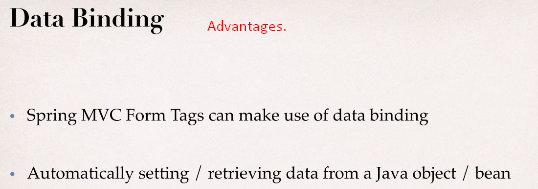 Data Binding
Advantages.
• Spring MVC Form Tags can make use of data binding
• Automatically setting / retrieving data from a Java object / bean